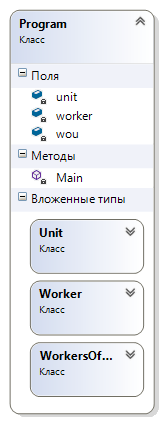 Program
Класс
Поля
unit
worker
wou
Методы
Main
Вложенные типы
Unit
Класс
Worker
Класс
WorkersOf...
Класс